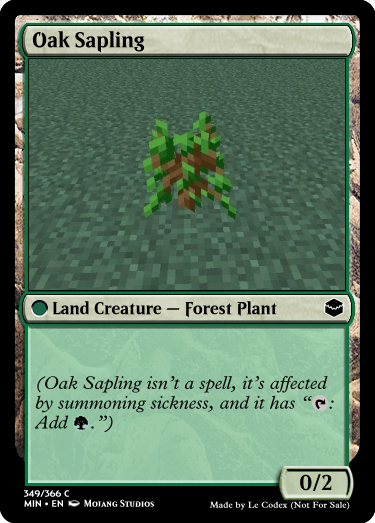 Oak Sapling
Land Creature — Forest Plant
(Oak Sapling isn't a spell, it's affected
by summoning sickness, and it has “ :
Add .”)
0/2
349/366 C
MIN • EN Mojang Studios
Made by Le Codex (Not For Sale)